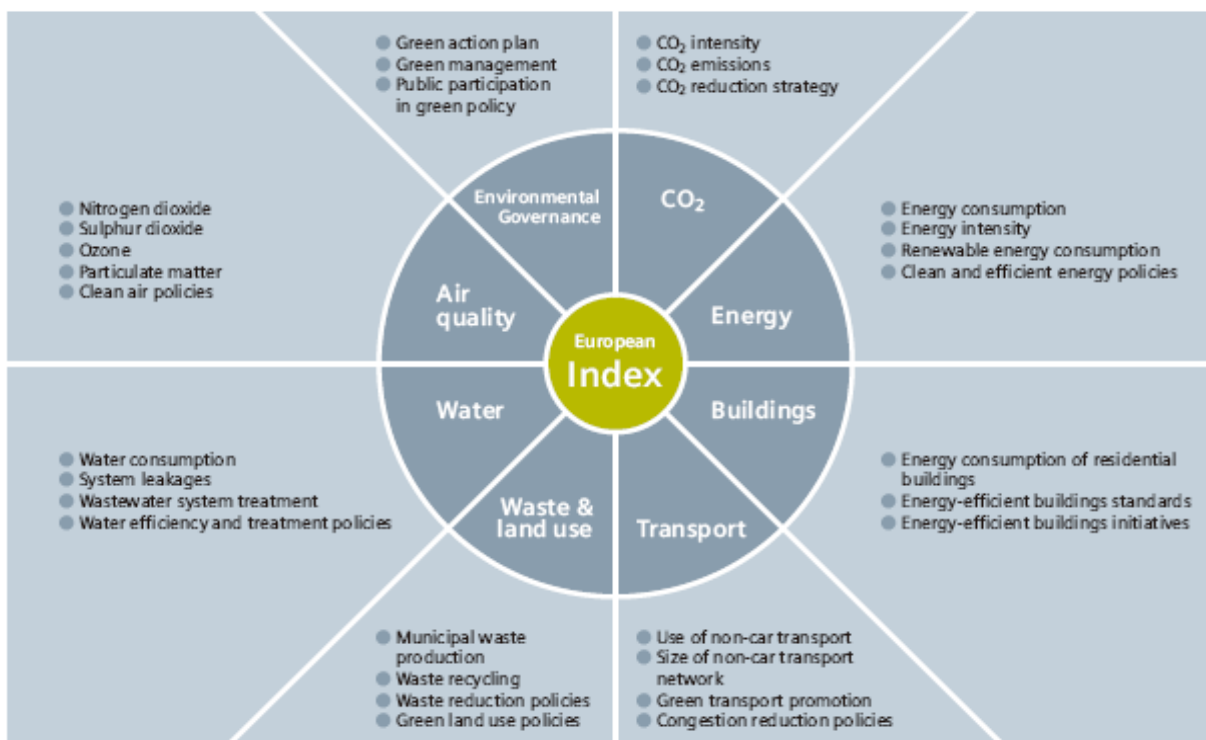 Green action plan
Green management
Public participation
in green policy
CO₂ intensity
CO₂ emissions
CO₂ reduction strategy
Environmental
Governance
CO₂
Nitrogen dioxide
Sulphur dioxide
Ozone
Particulate matter
Clean air policies
Energy consumption
Energy intensity
Renewable energy consumption
Clean and efficient energy policies
Air
quality
Energy
European
Index
Water
Buildings
Water consumption
System leakages
Wastewater system treatment
Water efficiency and treatment policies
Energy consumption of residential
buildings
Energy-efficient buildings standards
Energy-efficient buildings initiatives
Waste &
land use
Transport
Municipal waste
production
Waste recycling
Waste reduction policies
Green land use policies
Use of non-car transport
Size of non-car transport
network
Green transport promotion
Congestion reduction policies